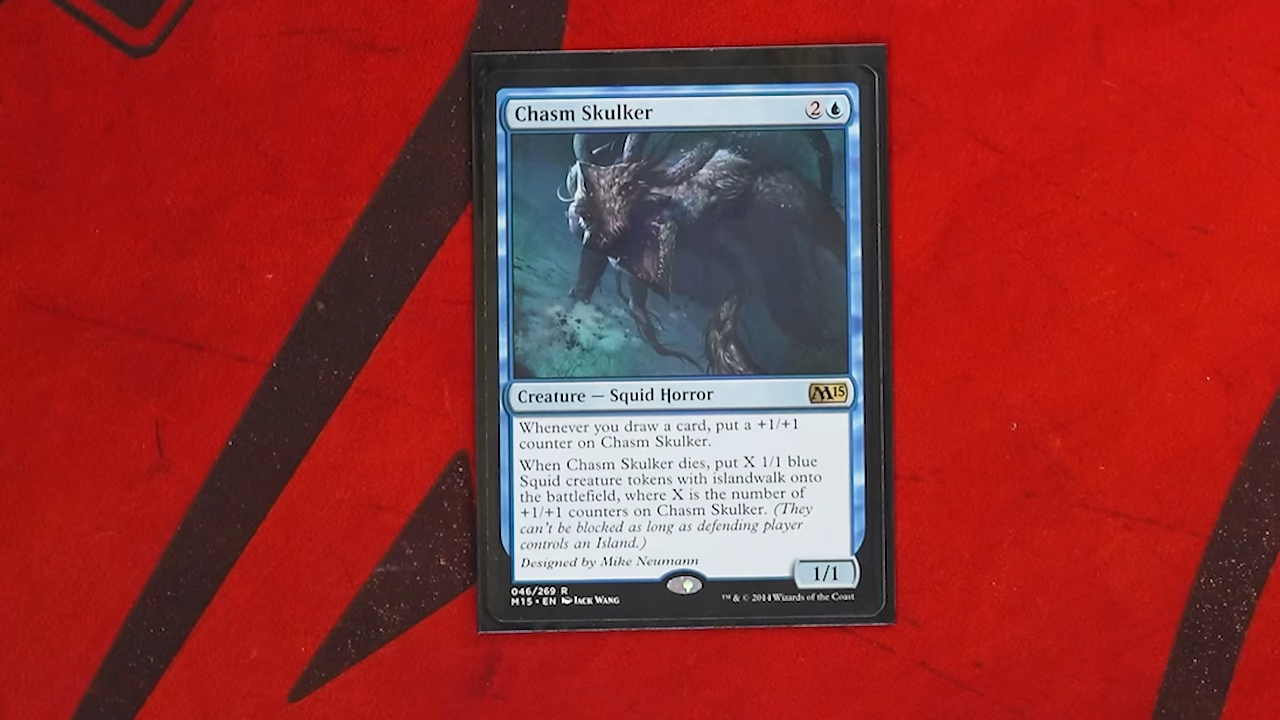 Chasm Skulker 2
Creature — Squid Horror M15
Whenever you draw a card, put a +1/+1
counter on Chasm Skulker.
When Chasm Skulker dies, put X 1/1 blue
Squid creature tokens with islandwalk onto
the battlefield, where X is the number of
+1/+1 counters on Chasm Skulker. (They
can't be blocked as long as defending player
controls an Island.)
Designed by Mike Neumann
1/1
046/269 R
M15 • EN Jack Wang
™ & © 2014 Wizards of the Coast